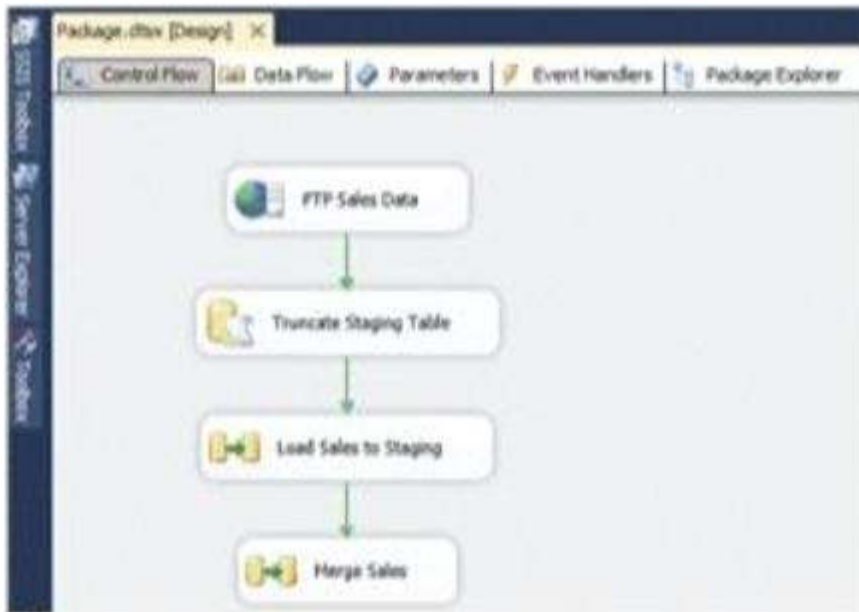 Package.dtsx [Design]
Control Flow
Data Flow
Parameters
Event Handlers
Package Explorer
SSIS Toolbox
Server Explorer
Toolbox
FTP Sales Data
Truncate Staging Table
Load Sales to Staging
Merge Sales